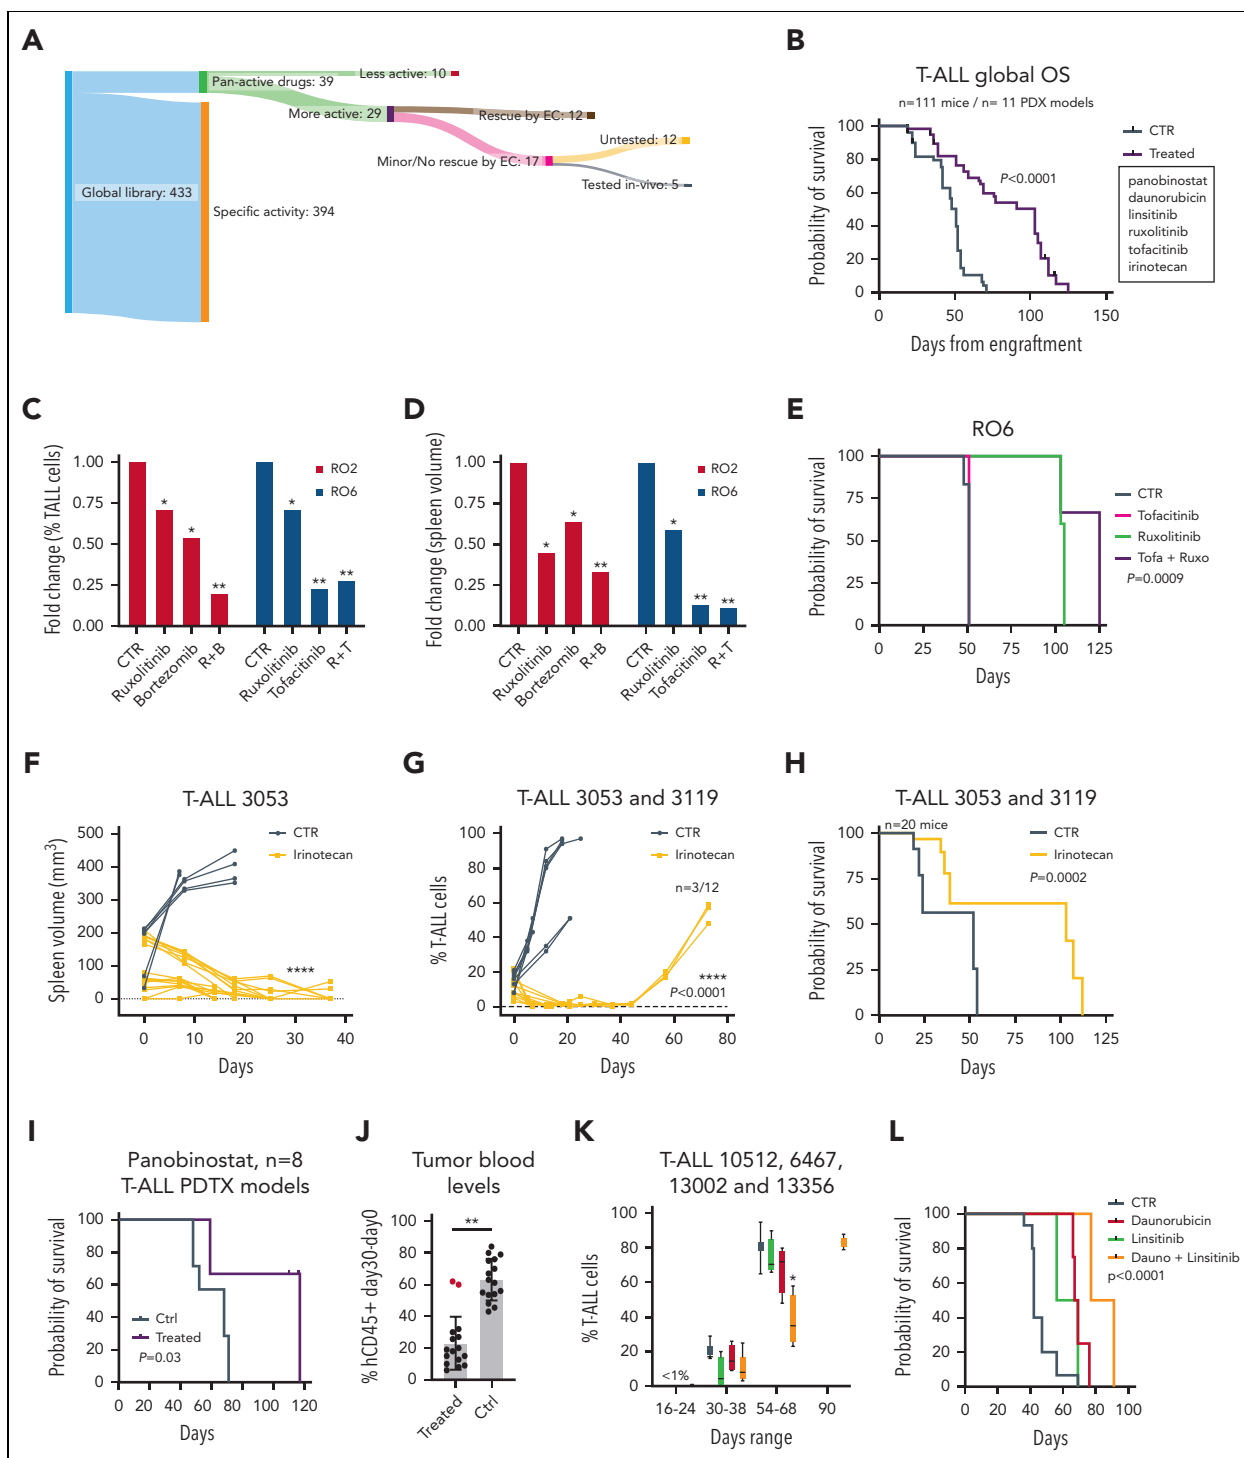 A
Pan-active drugs: 39
Less active: 10
More active: 29
Rescue by EC: 12
Untested: 12
Minor/No rescue by EC: 17
Tested in-vivo: 5
Global library: 433
Specific activity: 394
B
T-ALL global OS
n=111 mice / n= 11 PDX models
Probability of survival
100
80
60
40
20
0
0 50 100 150
Days from engraftment
P<0.0001
CTR
Treated
panobinostat
daunorubicin
linsitinib
ruxolitinib
tofacitinib
irinotecan
C
Fold change (% TALL cells)
1.00
0.75
0.50
0.25
0.00
RO2
RO6
* * ** * ** **
CTR Ruxolitinib Bortezomib R+B CTR Ruxolitinib Tofacitinib R+T
D
Fold change (spleen volume)
1.00
0.75
0.50
0.25
0.00
RO2
RO6
* * ** * ** **
CTR Ruxolitinib Bortezomib R+B CTR Ruxolitinib Tofacitinib R+T
E
RO6
Probability of survival
100
75
50
25
0
0 25 50 75 100 125
Days
CTR
Tofacitinib
Ruxolitinib
Tofa + Ruxo
P=0.0009
F
T-ALL 3053
Spleen volume (mm3)
500
400
300
200
100
0
0 10 20 30 40
Days
CTR
Irinotecan
****
G
T-ALL 3053 and 3119
% T-ALL cells
100
80
60
40
20
0
0 20 40 60 80
Days
CTR
Irinotecan
n=3/12
****
P<0.0001
H
T-ALL 3053 and 3119
Probability of survival
100
75
50
25
0
0 25 50 75 100 125
Days
n=20 mice
CTR
Irinotecan
P=0.0002
I
Panobinostat, n=8
T-ALL PDTX models
Probability of survival
100
80
60
40
20
0
0 20 40 60 80 100 120
Days
Ctrl
Treated
P=0.03
J
Tumor blood
levels
% hCD45+ day30-day0
100
80
60
40
20
0
**
Treated Ctrl
K
T-ALL 10512, 6467,
13002 and 13356
% T-ALL cells
100
80
60
40
20
0
<1%
*
16-24 30-38 54-68 90
Days range
L
Probability of survival
100
80
60
40
20
0
0 20 40 60 80 100
Days
CTR
Daunorubicin
Linsitinib
Dauno + Linsitinib
p<0.0001